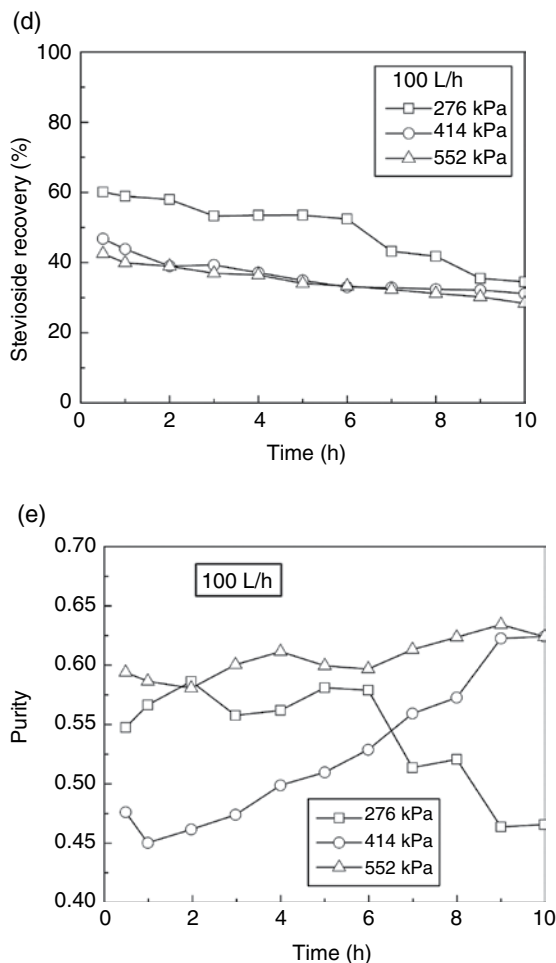 (d)
100
80
60
40
20
0
Stevioside recovery (%)
100 L/h
276 kPa
414 kPa
552 kPa
0 2 4 6 8 10
Time (h)
(e)
0.70
0.65
0.60
0.55
0.50
0.45
0.40
Purity
100 L/h
276 kPa
414 kPa
552 kPa
0 2 4 6 8 10
Time (h)